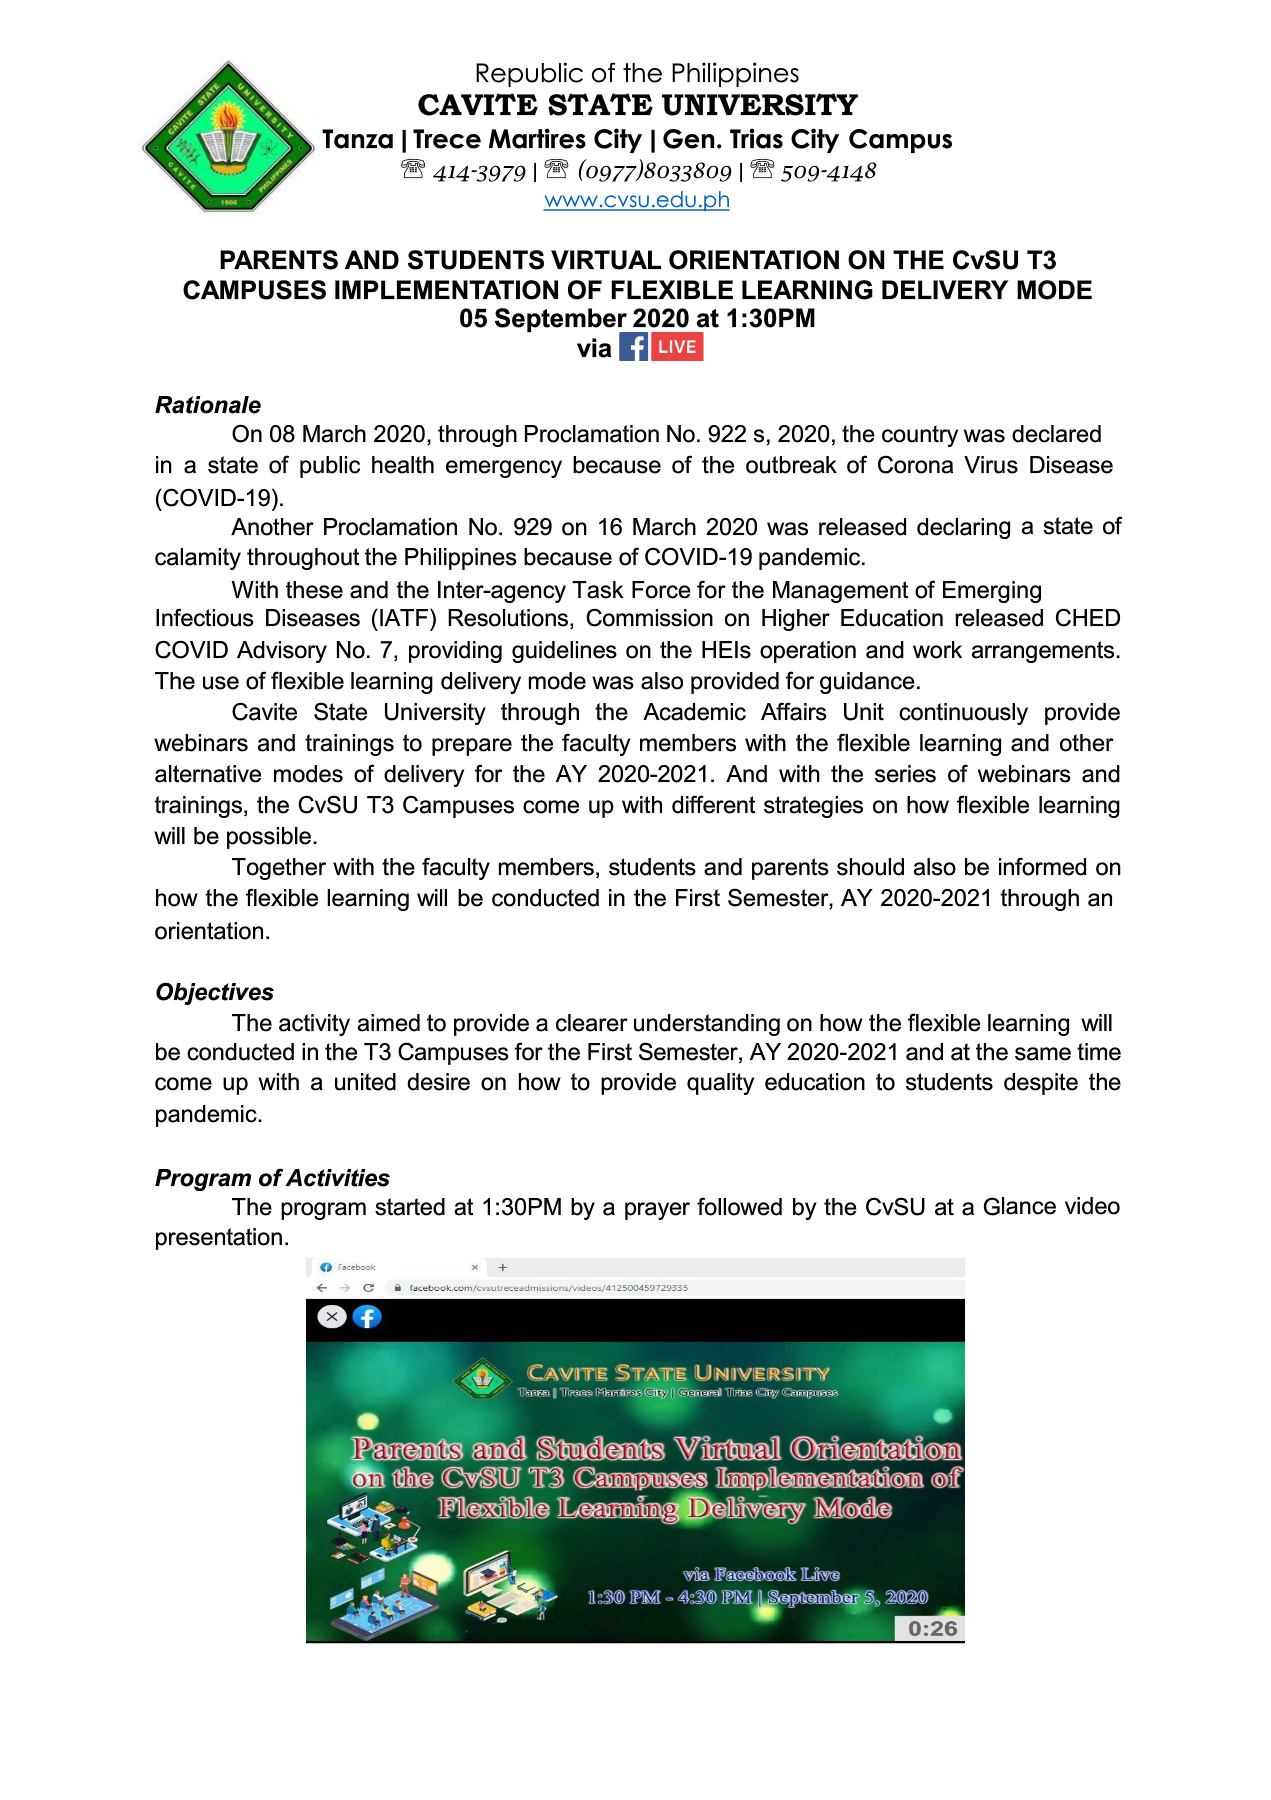 Republic of the Philippines
CAVITE STATE UNIVERSITY
Tanza | Trece Martires City | Gen. Trias City Campus
☏ 414-3979 | ☏ (0977)8033809 | ☏ 509-4148
www.cvsu.edu.ph
CAVITE STATE UNIVERSITY
CAVITE PHILIPPINES
1906
PARENTS AND STUDENTS VIRTUAL ORIENTATION ON THE CvSU T3
CAMPUSES IMPLEMENTATION OF FLEXIBLE LEARNING DELIVERY MODE
05 September 2020 at 1:30PM
via f LIVE
Rationale
On 08 March 2020, through Proclamation No. 922 s, 2020, the country was declared
in a state of public health emergency because of the outbreak of Corona Virus Disease
(COVID-19).
Another Proclamation No. 929 on 16 March 2020 was released declaring a state of
calamity throughout the Philippines because of COVID-19 pandemic.
With these and the Inter-agency Task Force for the Management of Emerging
Infectious Diseases (IATF) Resolutions, Commission on Higher Education released CHED
COVID Advisory No. 7, providing guidelines on the HEIs operation and work arrangements.
The use of flexible learning delivery mode was also provided for guidance.
Cavite State University through the Academic Affairs Unit continuously provide
webinars and trainings to prepare the faculty members with the flexible learning and other
alternative modes of delivery for the AY 2020-2021. And with the series of webinars and
trainings, the CvSU T3 Campuses come up with different strategies on how flexible learning
will be possible.
Together with the faculty members, students and parents should also be informed on
how the flexible learning will be conducted in the First Semester, AY 2020-2021 through an
orientation.
Objectives
The activity aimed to provide a clearer understanding on how the flexible learning will
be conducted in the T3 Campuses for the First Semester, AY 2020-2021 and at the same time
come up with a united desire on how to provide quality education to students despite the
pandemic.
Program of Activities
The program started at 1:30PM by a prayer followed by the CvSU at a Glance video
presentation.
Facebook
facebook.com/cvsutreceadmissions/videos/412500459729335
CAVITE STATE UNIVERSITY
Tanza | Trece Martires City | General Trias City Campuses
Parents and Students Virtual Orientation
on the CvSU T3 Campuses Implementation of
Flexible Learning Delivery Mode
via Facebook Live
1:30 PM - 4:30 PM | September 5, 2020
0:26